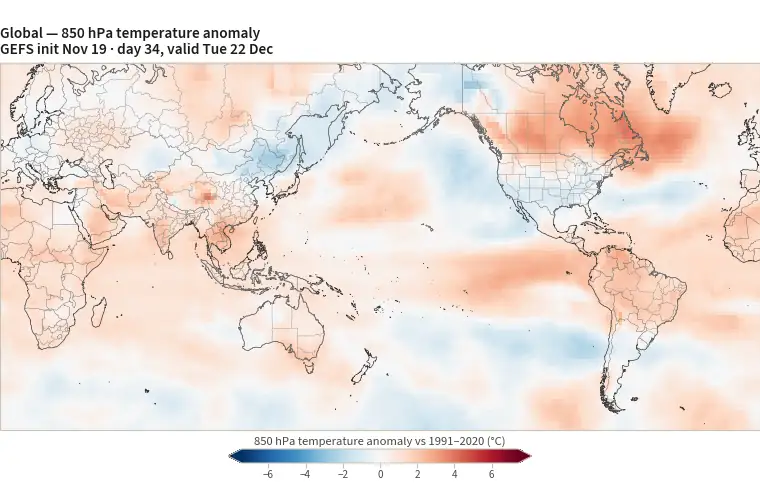 Global — 850 hPa temperature anomaly
GEFS init Nov 19 · day 34, valid Tue 22 Dec
850 hPa temperature anomaly vs 1991–2020 (°C)
−6 −4 −2 0 2 4 6